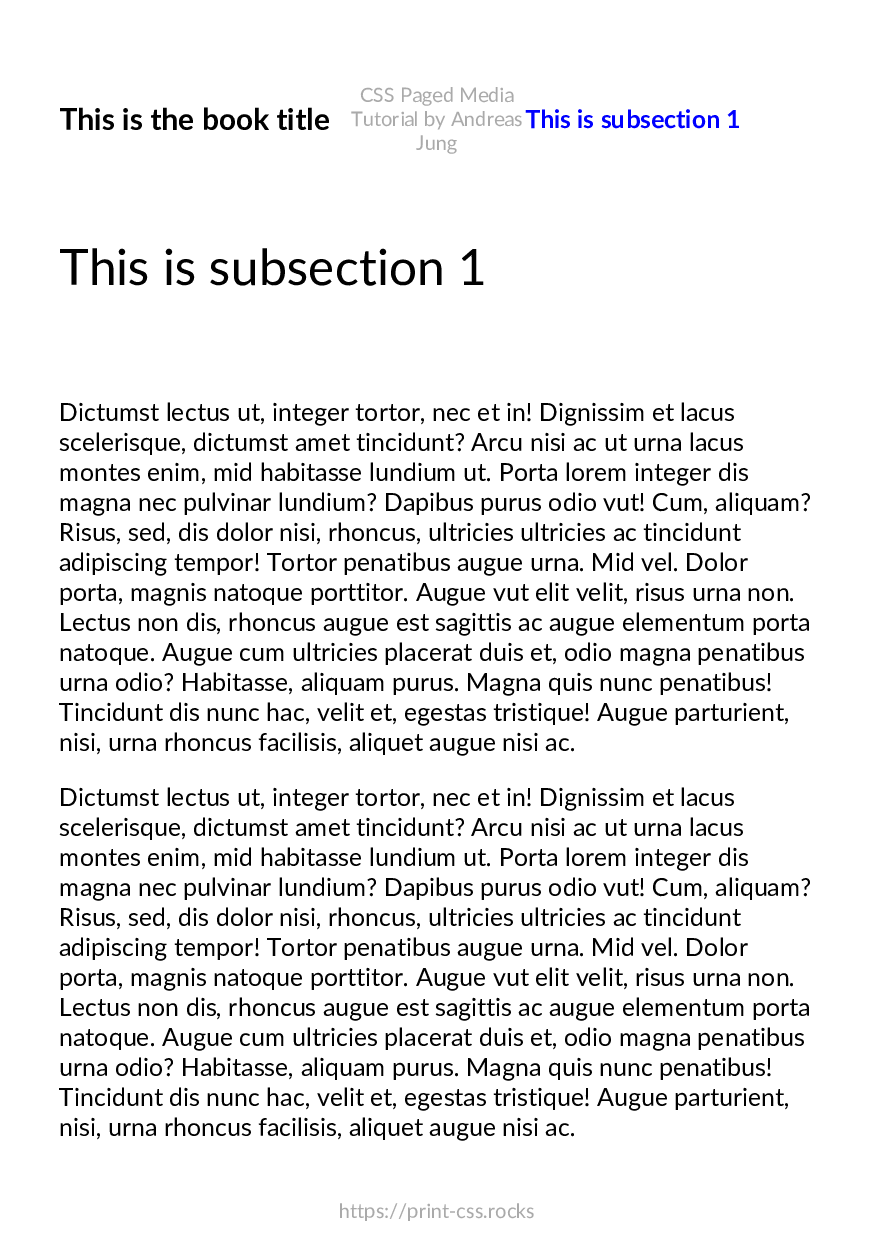 This is the book title
CSS Paged Media
Tutorial by Andreas
Jung
This is subsection 1
This is subsection 1
Dictumst lectus ut, integer tortor, nec et in! Dignissim et lacus
scelerisque, dictumst amet tincidunt? Arcu nisi ac ut urna lacus
montes enim, mid habitasse lundium ut. Porta lorem integer dis
magna nec pulvinar lundium? Dapibus purus odio vut! Cum, aliquam?
Risus, sed, dis dolor nisi, rhoncus, ultricies ultricies ac tincidunt
adipiscing tempor! Tortor penatibus augue urna. Mid vel. Dolor
porta, magnis natoque porttitor. Augue vut elit velit, risus urna non.
Lectus non dis, rhoncus augue est sagittis ac augue elementum porta
natoque. Augue cum ultricies placerat duis et, odio magna penatibus
urna odio? Habitasse, aliquam purus. Magna quis nunc penatibus!
Tincidunt dis nunc hac, velit et, egestas tristique! Augue parturient,
nisi, urna rhoncus facilisis, aliquet augue nisi ac.
Dictumst lectus ut, integer tortor, nec et in! Dignissim et lacus
scelerisque, dictumst amet tincidunt? Arcu nisi ac ut urna lacus
montes enim, mid habitasse lundium ut. Porta lorem integer dis
magna nec pulvinar lundium? Dapibus purus odio vut! Cum, aliquam?
Risus, sed, dis dolor nisi, rhoncus, ultricies ultricies ac tincidunt
adipiscing tempor! Tortor penatibus augue urna. Mid vel. Dolor
porta, magnis natoque porttitor. Augue vut elit velit, risus urna non.
Lectus non dis, rhoncus augue est sagittis ac augue elementum porta
natoque. Augue cum ultricies placerat duis et, odio magna penatibus
urna odio? Habitasse, aliquam purus. Magna quis nunc penatibus!
Tincidunt dis nunc hac, velit et, egestas tristique! Augue parturient,
nisi, urna rhoncus facilisis, aliquet augue nisi ac.
https://print-css.rocks